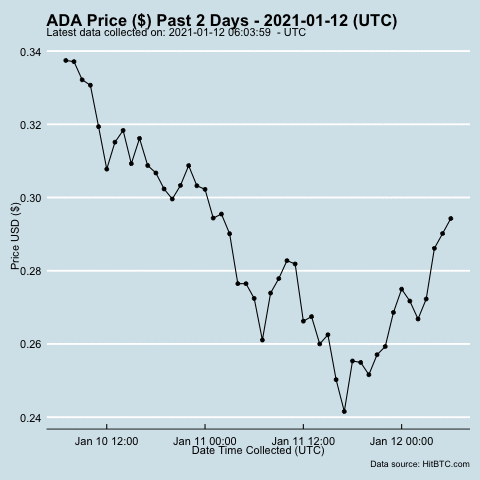 ADA Price ($) Past 2 Days - 2021-01-12 (UTC)
Latest data collected on: 2021-01-12 06:03:59 - UTC
0.34
0.32
0.30
0.28
0.26
0.24
Price USD ($)
Jan 10 12:00 Jan 11 00:00 Jan 11 12:00 Jan 12 00:00
Date Time Collected (UTC)
Data source: HitBTC.com